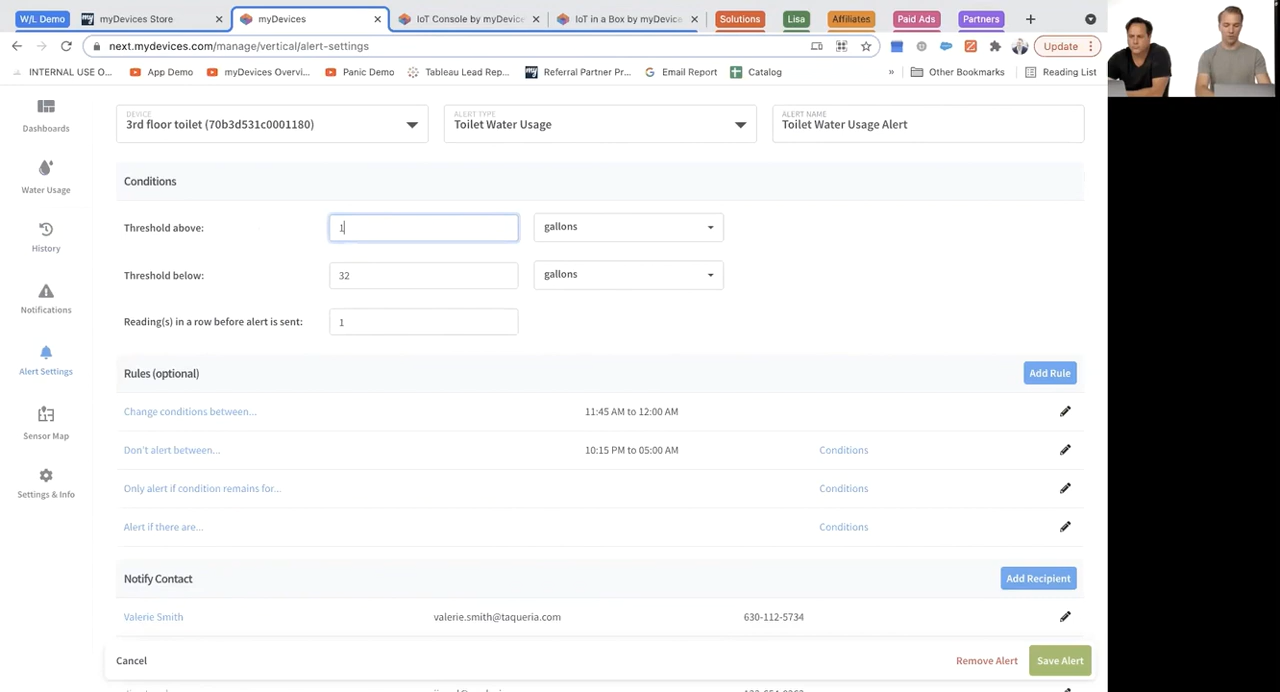 W/L Demo
myDevices Store
myDevices
IoT Console by myDevice
IoT in a Box by myDevice
Solutions
Lisa
Affiliates
Paid Ads
Partners
next.mydevices.com/manage/vertical/alert-settings
Update
INTERNAL USE O...
App Demo
myDevices Overvi...
Panic Demo
Tableau Lead Rep...
Referral Partner Pr...
Email Report
Catalog
»
Other Bookmarks
Reading List
Dashboards
Water Usage
History
Notifications
Alert Settings
Sensor Map
Settings & Info
DEVICE
3rd floor toilet (70b3d531c0001180)
ALERT TYPE
Toilet Water Usage
ALERT NAME
Toilet Water Usage Alert
Conditions
Threshold above:
1
gallons
Threshold below:
32
gallons
Reading(s) in a row before alert is sent:
1
Rules (optional)
Add Rule
Change conditions between...
11:45 AM to 12:00 AM
Don't alert between...
10:15 PM to 05:00 AM
Conditions
Only alert if condition remains for...
Conditions
Alert if there are...
Conditions
Notify Contact
Add Recipient
Valerie Smith
valerie.smith@taqueria.com
630-112-5734
Cancel
Remove Alert
Save Alert